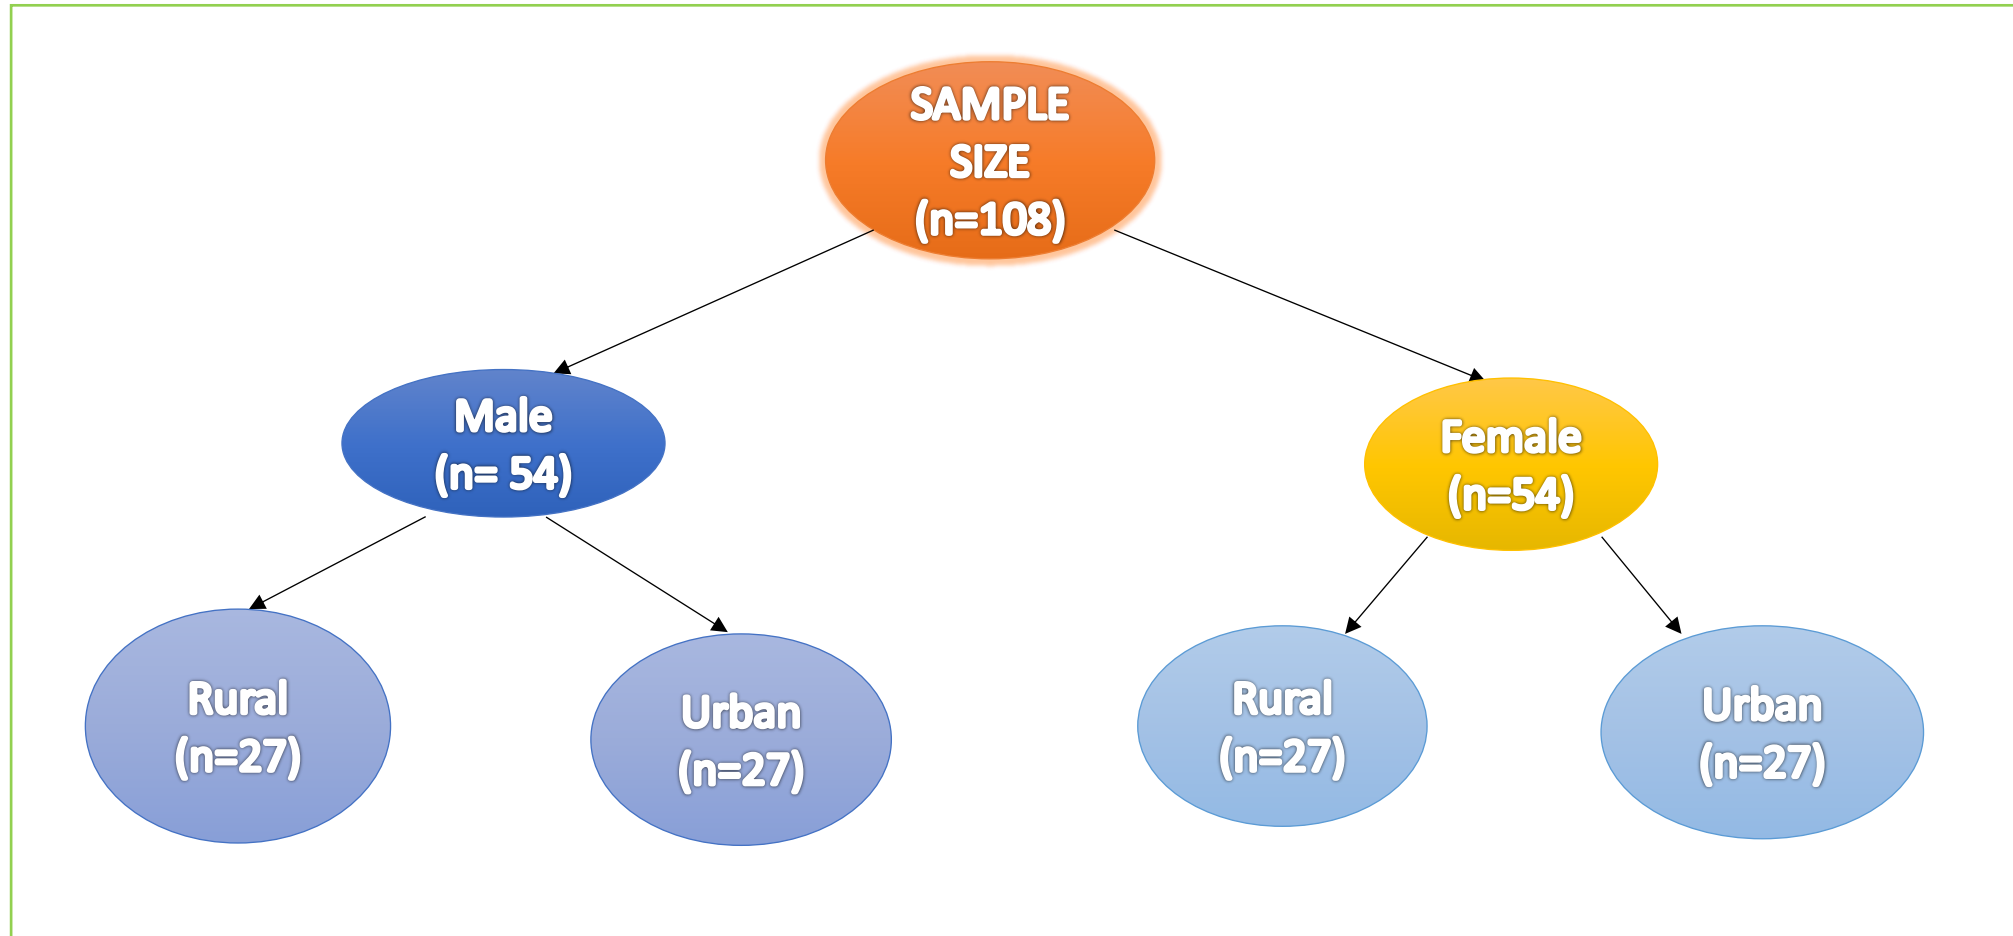 SAMPLE
SIZE
(n=108)
Male
(n= 54)
Female
(n=54)
Rural
(n=27)
Urban
(n=27)
Rural
(n=27)
Urban
(n=27)